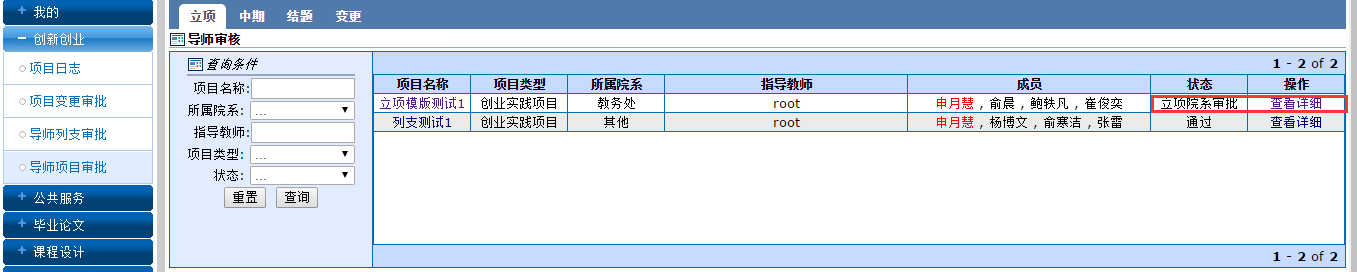 我的
创新创业
项目日志
项目变更审批
导师列支审批
导师项目审批
公共服务
毕业论文
课程设计
立项 中期 结题 变更
导师审核
查询条件
项目名称:
所属院系: ...
指导教师:
项目类型: ...
状态: ...
重置 查询
1 - 2 of 2
项目名称 项目类型 所属院系 指导教师 成员 状态 操作
立项模版测试1 创业实践项目 教务处 root 申月慧，俞晨，鲍轶凡，崔俊奕 立项院系审批 查看详细
列支测试1 创业实践项目 其他 root 申月慧，杨博文，俞寒洁，张雷 通过 查看详细
1 - 2 of 2